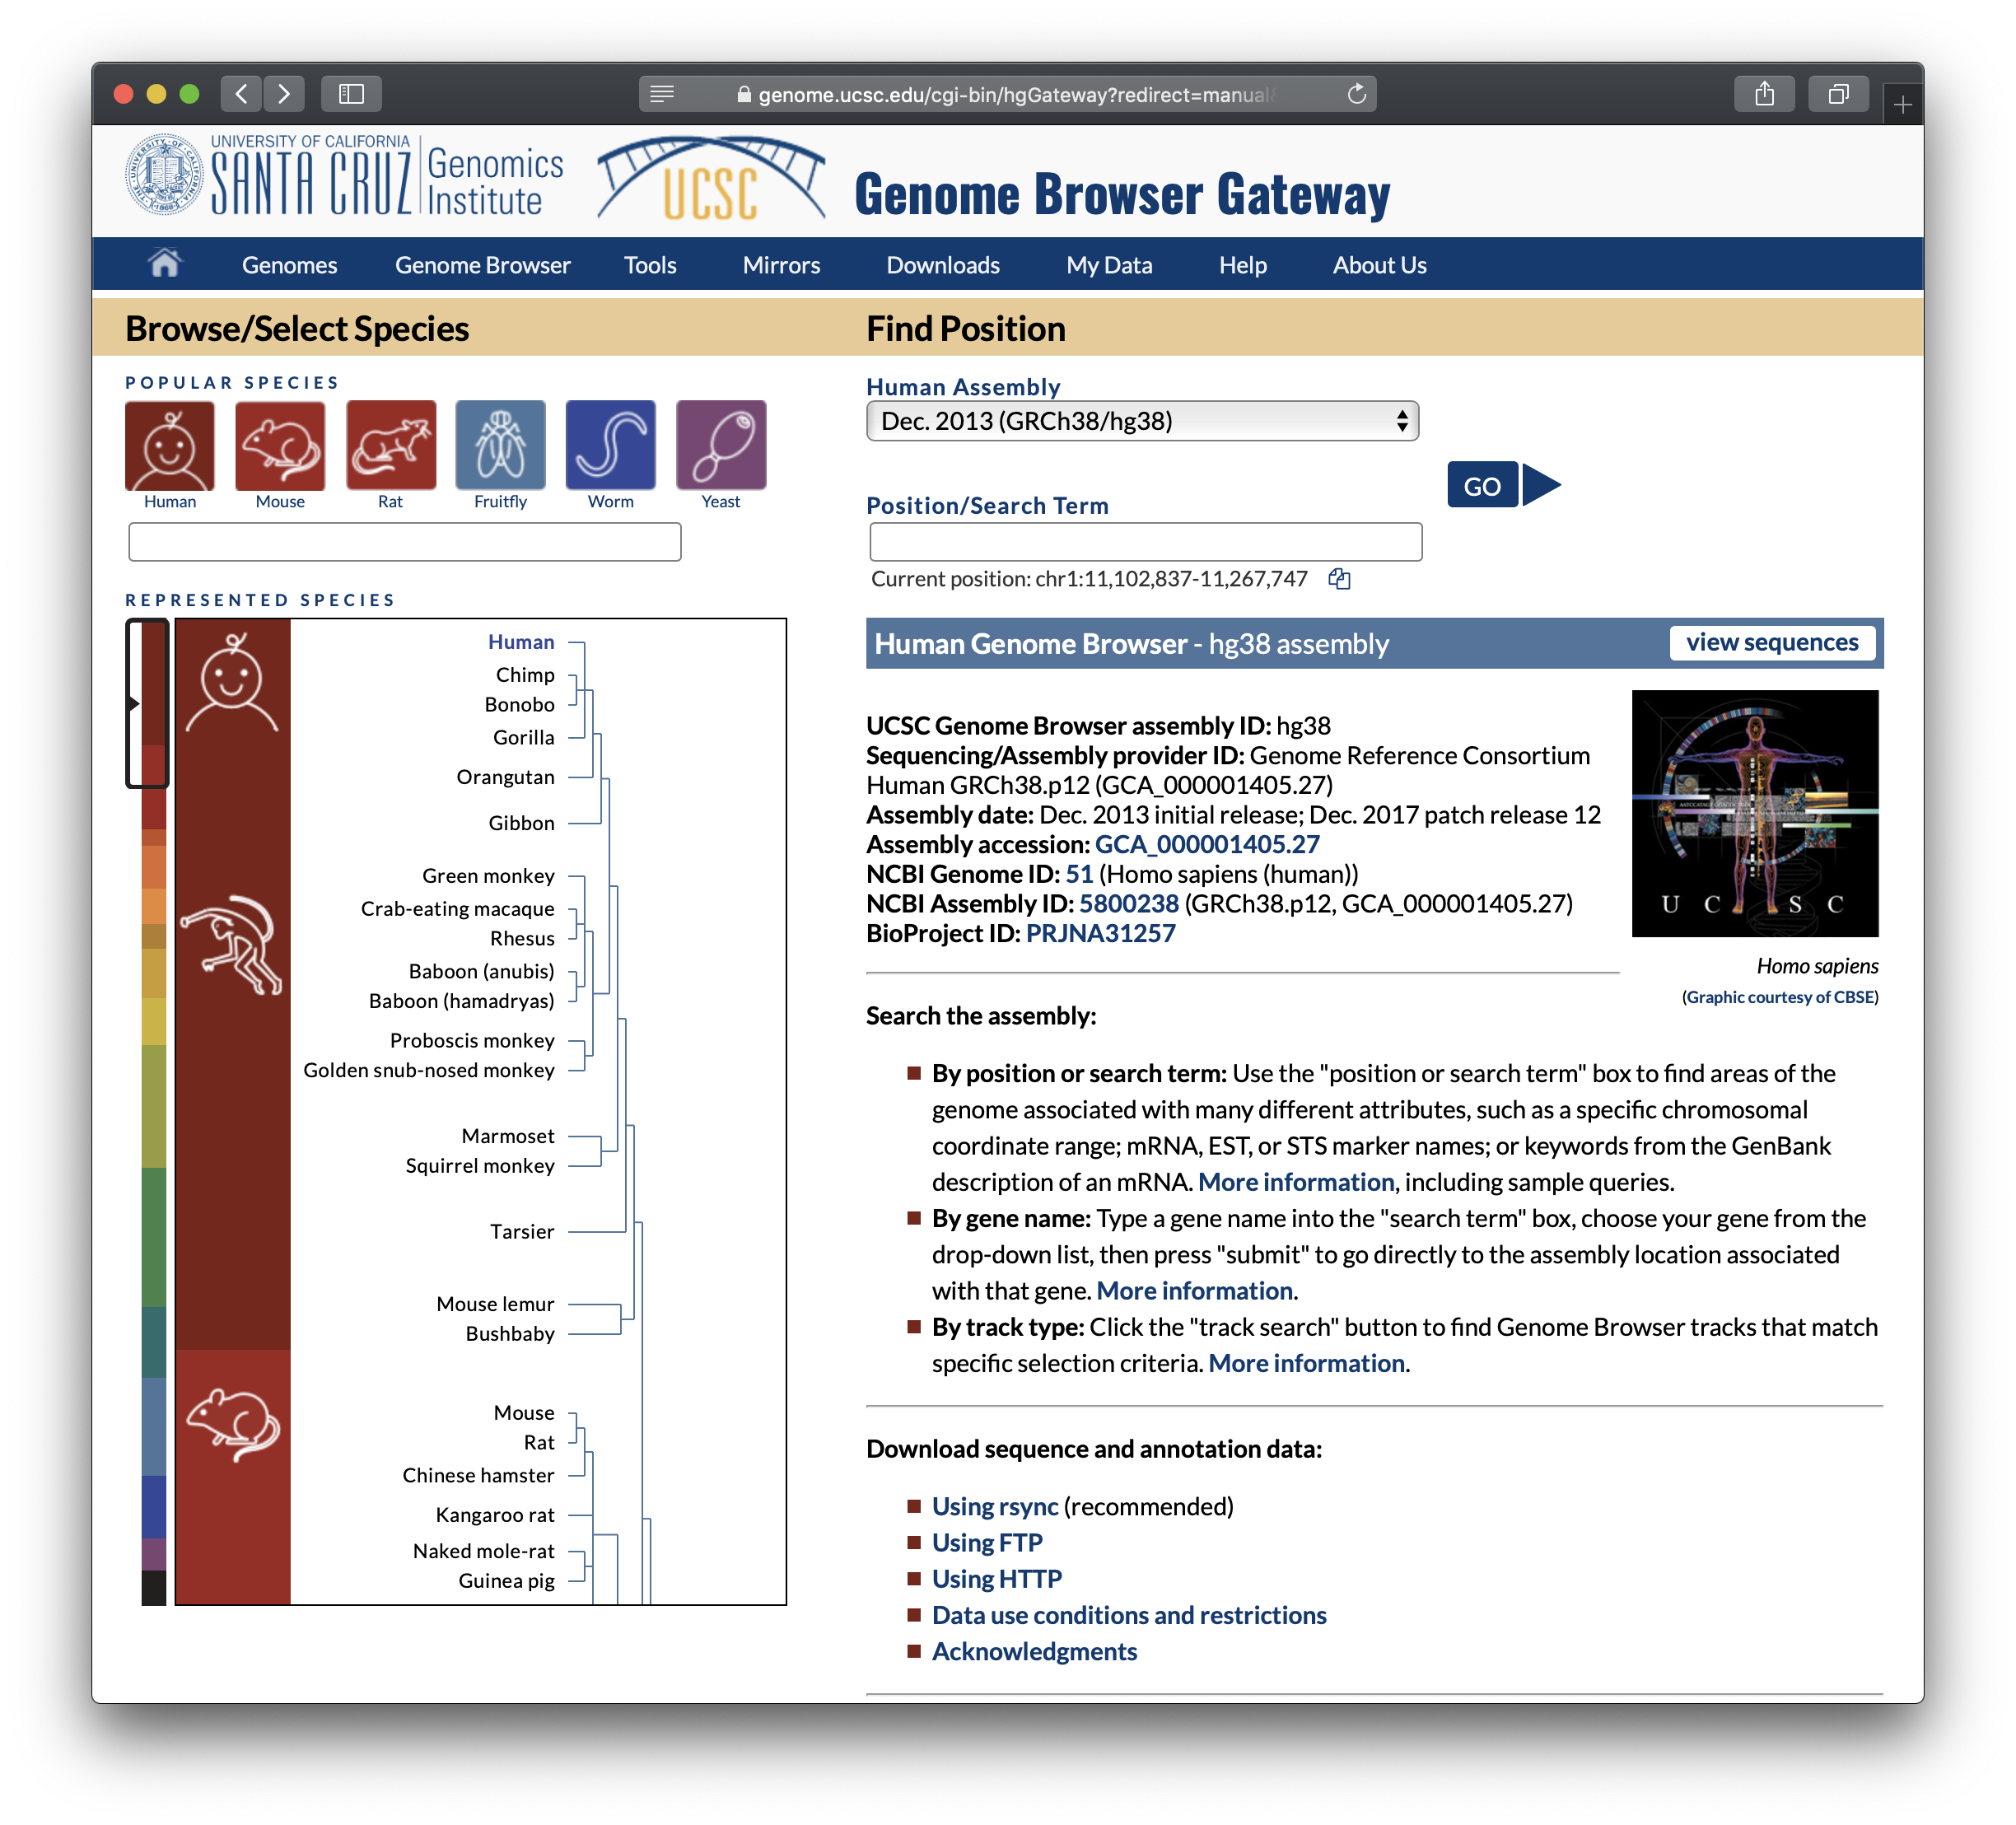 genome.ucsc.edu/cgi-bin/hgGateway?redirect=manual&
UNIVERSITY OF CALIFORNIA
SANTA CRUZ
Genomics
Institute
UCSC
Genome Browser Gateway
Genomes Genome Browser Tools Mirrors Downloads My Data Help About Us
Browse/Select Species
POPULAR SPECIES
Human Mouse Rat Fruitfly Worm Yeast
REPRESENTED SPECIES
Human
Chimp
Bonobo
Gorilla
Orangutan
Gibbon
Green monkey
Crab-eating macaque
Rhesus
Baboon (anubis)
Baboon (hamadryas)
Proboscis monkey
Golden snub-nosed monkey
Marmoset
Squirrel monkey
Tarsier
Mouse lemur
Bushbaby
Mouse
Rat
Chinese hamster
Kangaroo rat
Naked mole-rat
Guinea pig
Find Position
Human Assembly
Dec. 2013 (GRCh38/hg38)
GO
Position/Search Term
Current position: chr1:11,102,837-11,267,747
Human Genome Browser - hg38 assembly
view sequences
UCSC Genome Browser assembly ID: hg38
Sequencing/Assembly provider ID: Genome Reference Consortium
Human GRCh38.p12 (GCA_000001405.27)
Assembly date: Dec. 2013 initial release; Dec. 2017 patch release 12
Assembly accession: GCA_000001405.27
NCBI Genome ID: 51 (Homo sapiens (human))
NCBI Assembly ID: 5800238 (GRCh38.p12, GCA_000001405.27)
BioProject ID: PRJNA31257
U C S C
Homo sapiens
(Graphic courtesy of CBSE)
Search the assembly:
By position or search term: Use the "position or search term" box to find areas of the
genome associated with many different attributes, such as a specific chromosomal
coordinate range; mRNA, EST, or STS marker names; or keywords from the GenBank
description of an mRNA. More information, including sample queries.
By gene name: Type a gene name into the "search term" box, choose your gene from the
drop-down list, then press "submit" to go directly to the assembly location associated
with that gene. More information.
By track type: Click the "track search" button to find Genome Browser tracks that match
specific selection criteria. More information.
Download sequence and annotation data:
Using rsync (recommended)
Using FTP
Using HTTP
Data use conditions and restrictions
Acknowledgments